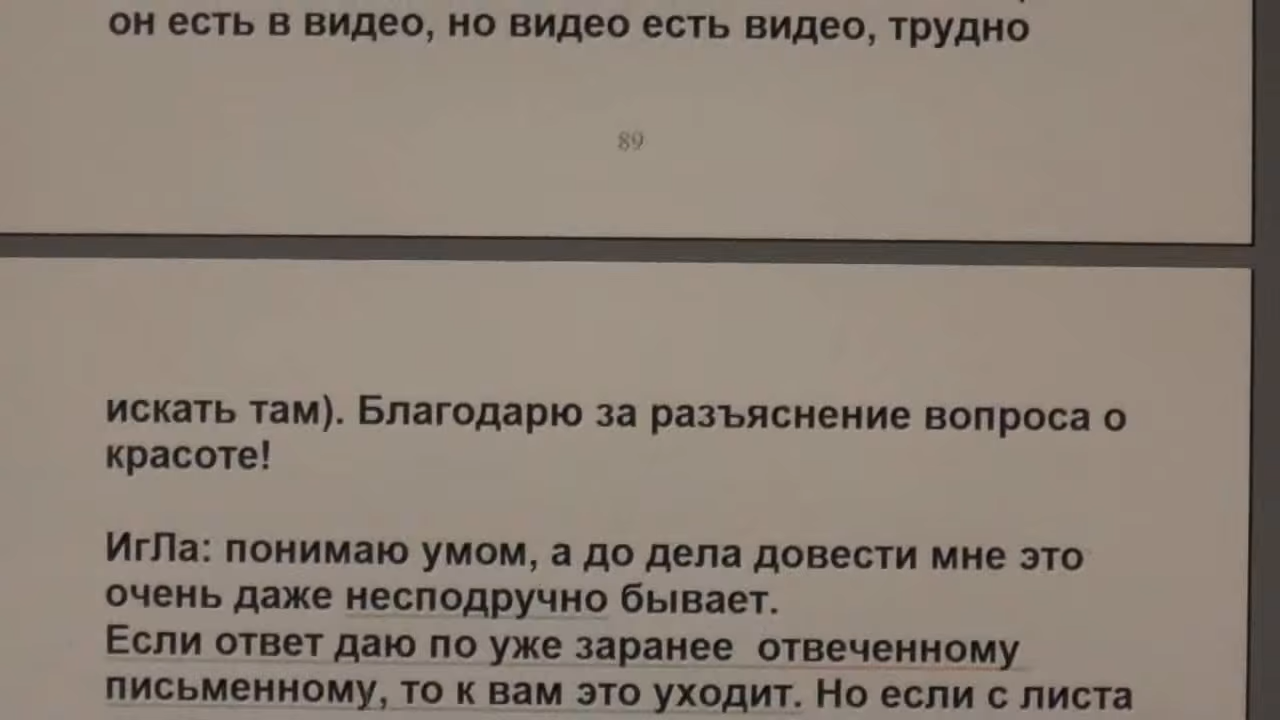 он есть в видео, но видео есть видео, трудно
89
искать там). Благодарю за разъяснение вопроса о
красоте!
ИгЛа: понимаю умом, а до дела довести мне это
очень даже несподручно бывает.
Если ответ даю по уже заранее отвеченному
письменному, то к вам это уходит. Но если с листа